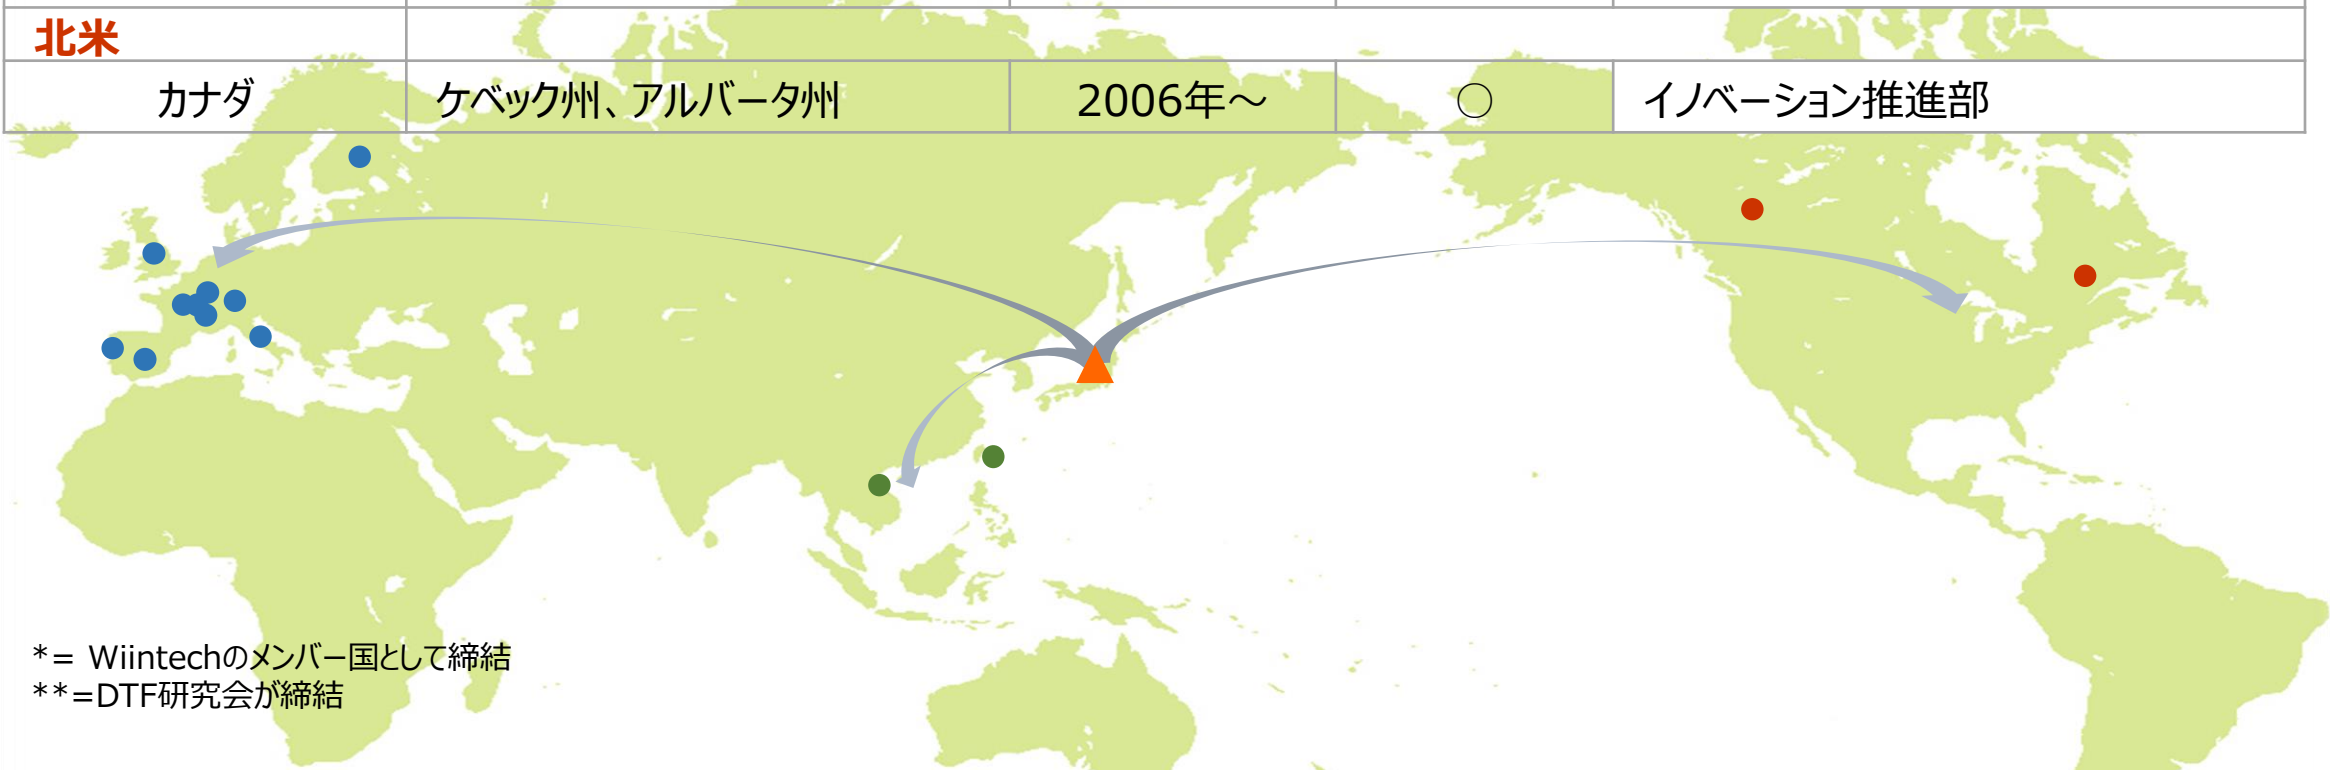 北米
カナダ ケベック州、アルバータ州 2006年～ ○ イノベーション推進部
*= Wiintechのメンバー国として締結
**=DTF研究会が締結